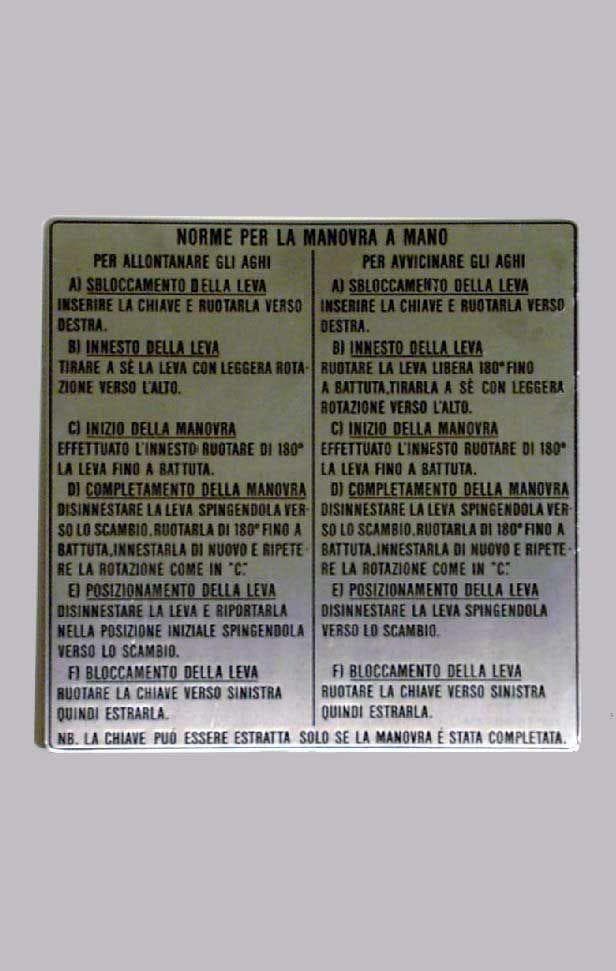 NORME PER LA MANOVRA A MANO
PER ALLONTANARE GLI AGHI
A) SBLOCCAMENTO DELLA LEVA
INSERIRE LA CHIAVE E RUOTARLA VERSO
DESTRA.
B) INNESTO DELLA LEVA
TIRARE A SÈ LA LEVA CON LEGGERA ROTA-
ZIONE VERSO L'ALTO.
C) INIZIO DELLA MANOVRA
EFFETTUATO L'INNESTO RUOTARE DI 180°
LA LEVA FINO A BATTUTA.
D) COMPLETAMENTO DELLA MANOVRA
DISINNESTARE LA LEVA SPINGENDOLA VER-
SO LO SCAMBIO.RUOTARLA DI 180° FINO A
BATTUTA.INNESTARLA DI NUOVO E RIPETE-
RE LA ROTAZIONE COME IN "C".
E) POSIZIONAMENTO DELLA LEVA
DISINNESTARE LA LEVA E RIPORTARLA
NELLA POSIZIONE INIZIALE SPINGENDOLA
VERSO LO SCAMBIO.
F) BLOCCAMENTO DELLA LEVA
RUOTARE LA CHIAVE VERSO SINISTRA
QUINDI ESTRARLA.
PER AVVICINARE GLI AGHI
A) SBLOCCAMENTO DELLA LEVA
INSERIRE LA CHIAVE E RUOTARLA VERSO
DESTRA.
B) INNESTO DELLA LEVA
RUOTARE LA LEVA LIBERA 180° FINO
A BATTUTA,TIRARLA A SÈ CON LEGGERA
ROTAZIONE VERSO L'ALTO.
C) INIZIO DELLA MANOVRA
EFFETTUATO L'INNESTO RUOTARE DI 180°
LA LEVA FINO A BATTUTA.
D) COMPLETAMENTO DELLA MANOVRA
DISINNESTARE LA LEVA SPINGENDOLA VER-
SO LO SCAMBIO.RUOTARLA DI 180° FINO A
BATTUTA,INNESTARLA DI NUOVO E RIPETE-
RE LA ROTAZIONE COME IN "C".
E) POSIZIONAMENTO DELLA LEVA
DISINNESTARE LA LEVA SPINGENDOLA
VERSO LO SCAMBIO.
F) BLOCCAMENTO DELLA LEVA
RUOTARE LA CHIAVE VERSO SINISTRA
QUINDI ESTRARLA.
NB. LA CHIAVE PUÓ ESSERE ESTRATTA SOLO SE LA MANOVRA É STATA COMPLETATA.